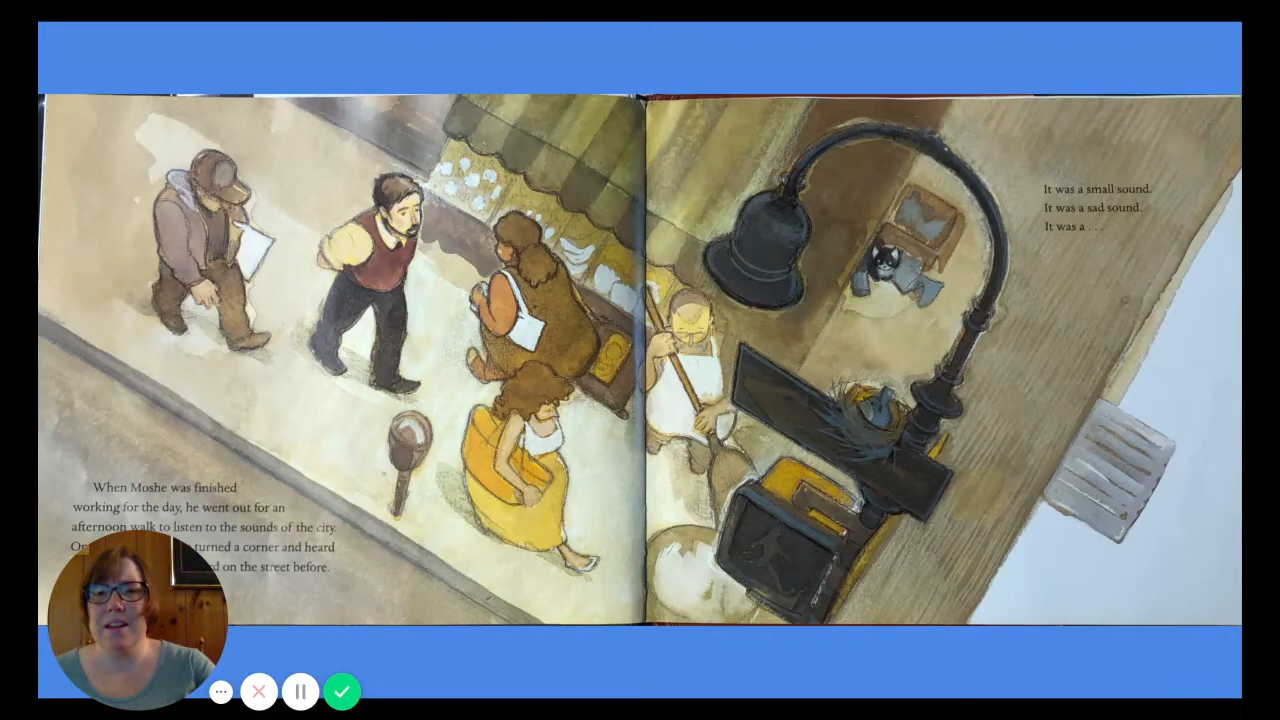 When Moshe was finished
working for the day, he went out for an
afternoon walk to listen to the sounds of the city.
turned a corner and heard
on the street before.
It was a small sound.
It was a sad sound.
It was a . . .